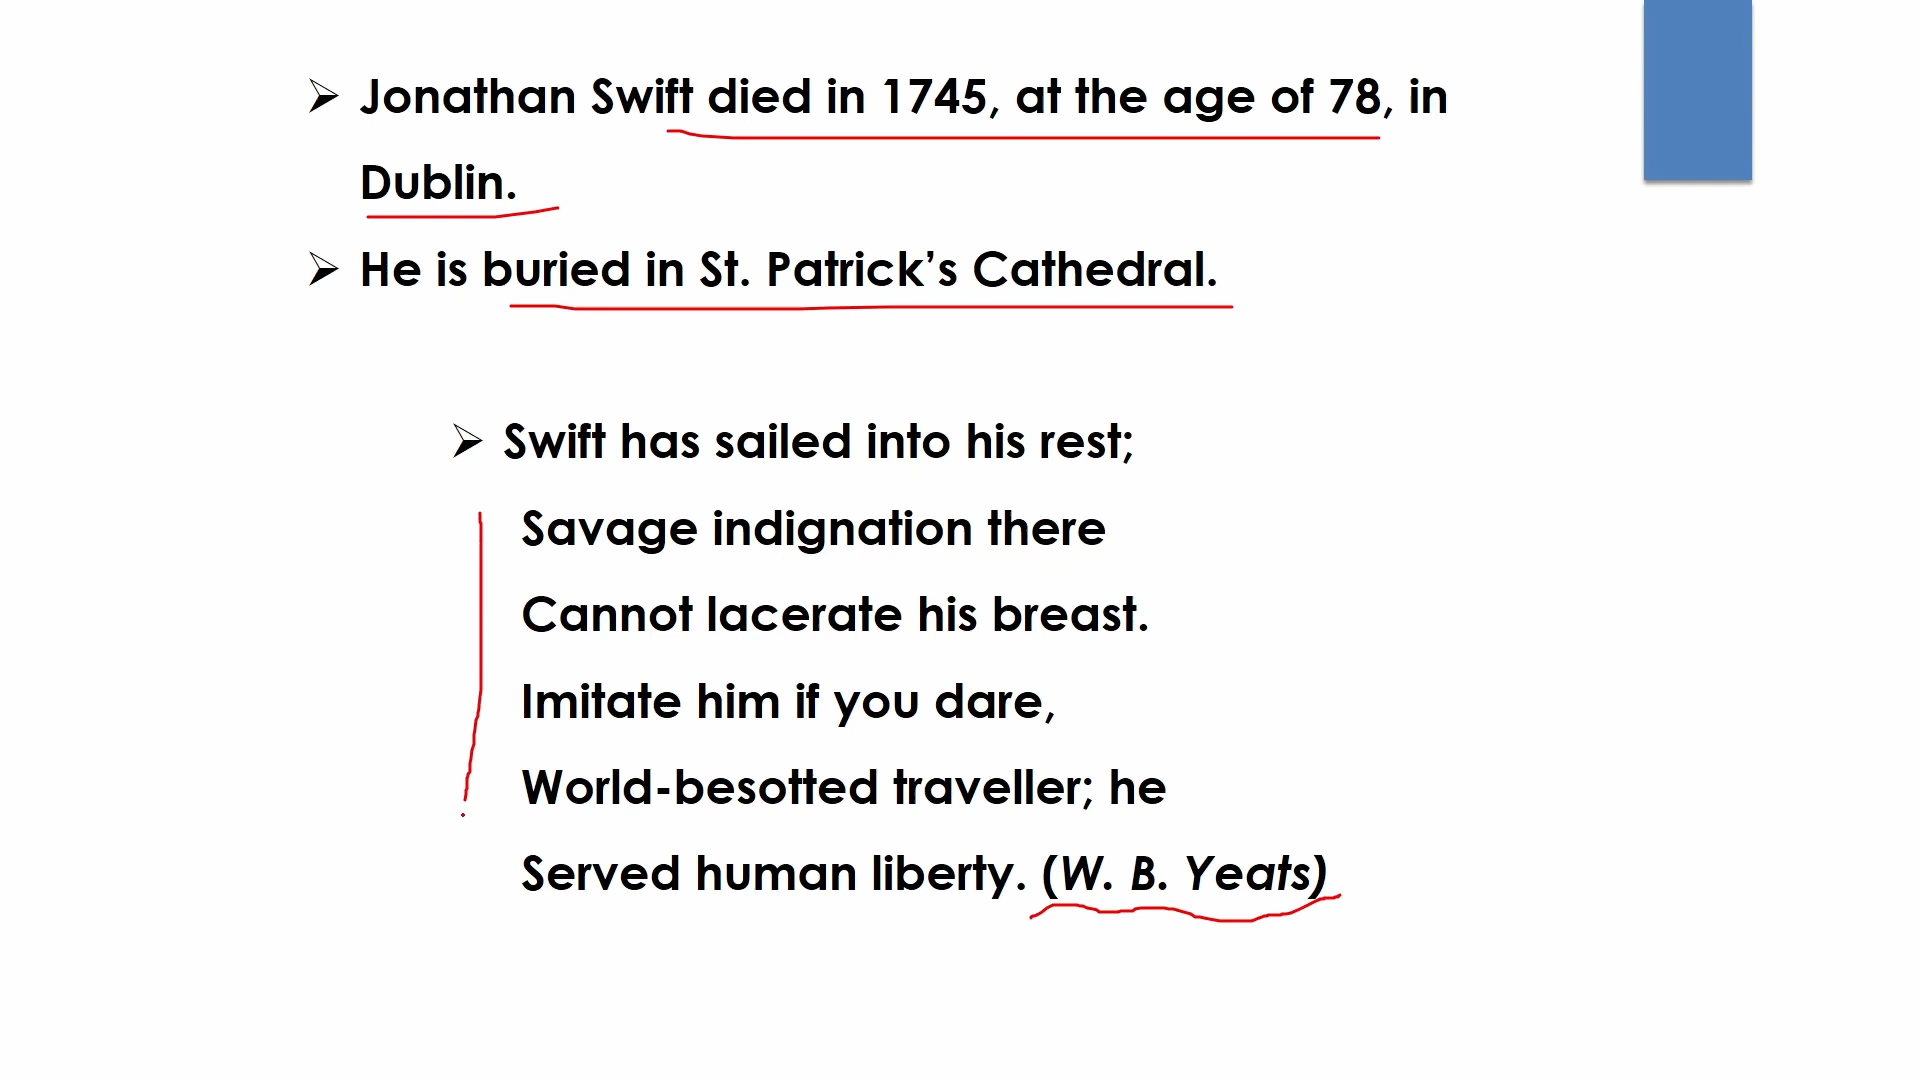 ➢ Jonathan Swift died in 1745, at the age of 78, in
Dublin.
➢ He is buried in St. Patrick’s Cathedral.
➢ Swift has sailed into his rest;
Savage indignation there
Cannot lacerate his breast.
Imitate him if you dare,
World-besotted traveller; he
Served human liberty. (W. B. Yeats)